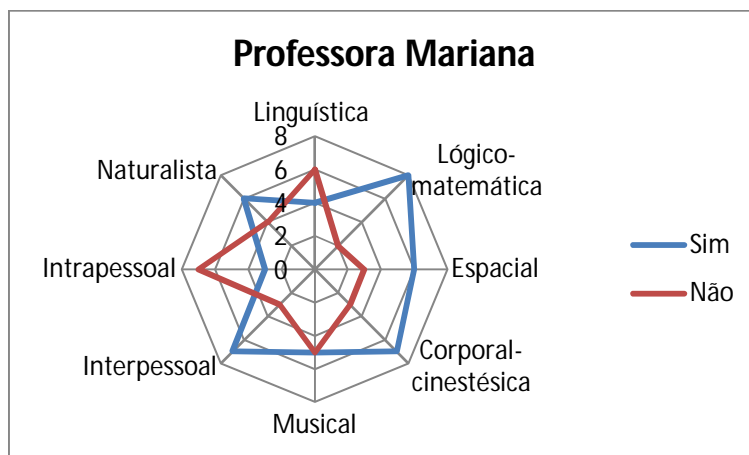 Professora Mariana
Linguística
8
6
4
2
0
Lógico-
matemática
Espacial
Corporal-
cinestésica
Musical
Interpessoal
Intrapessoal
Naturalista
Sim
Não